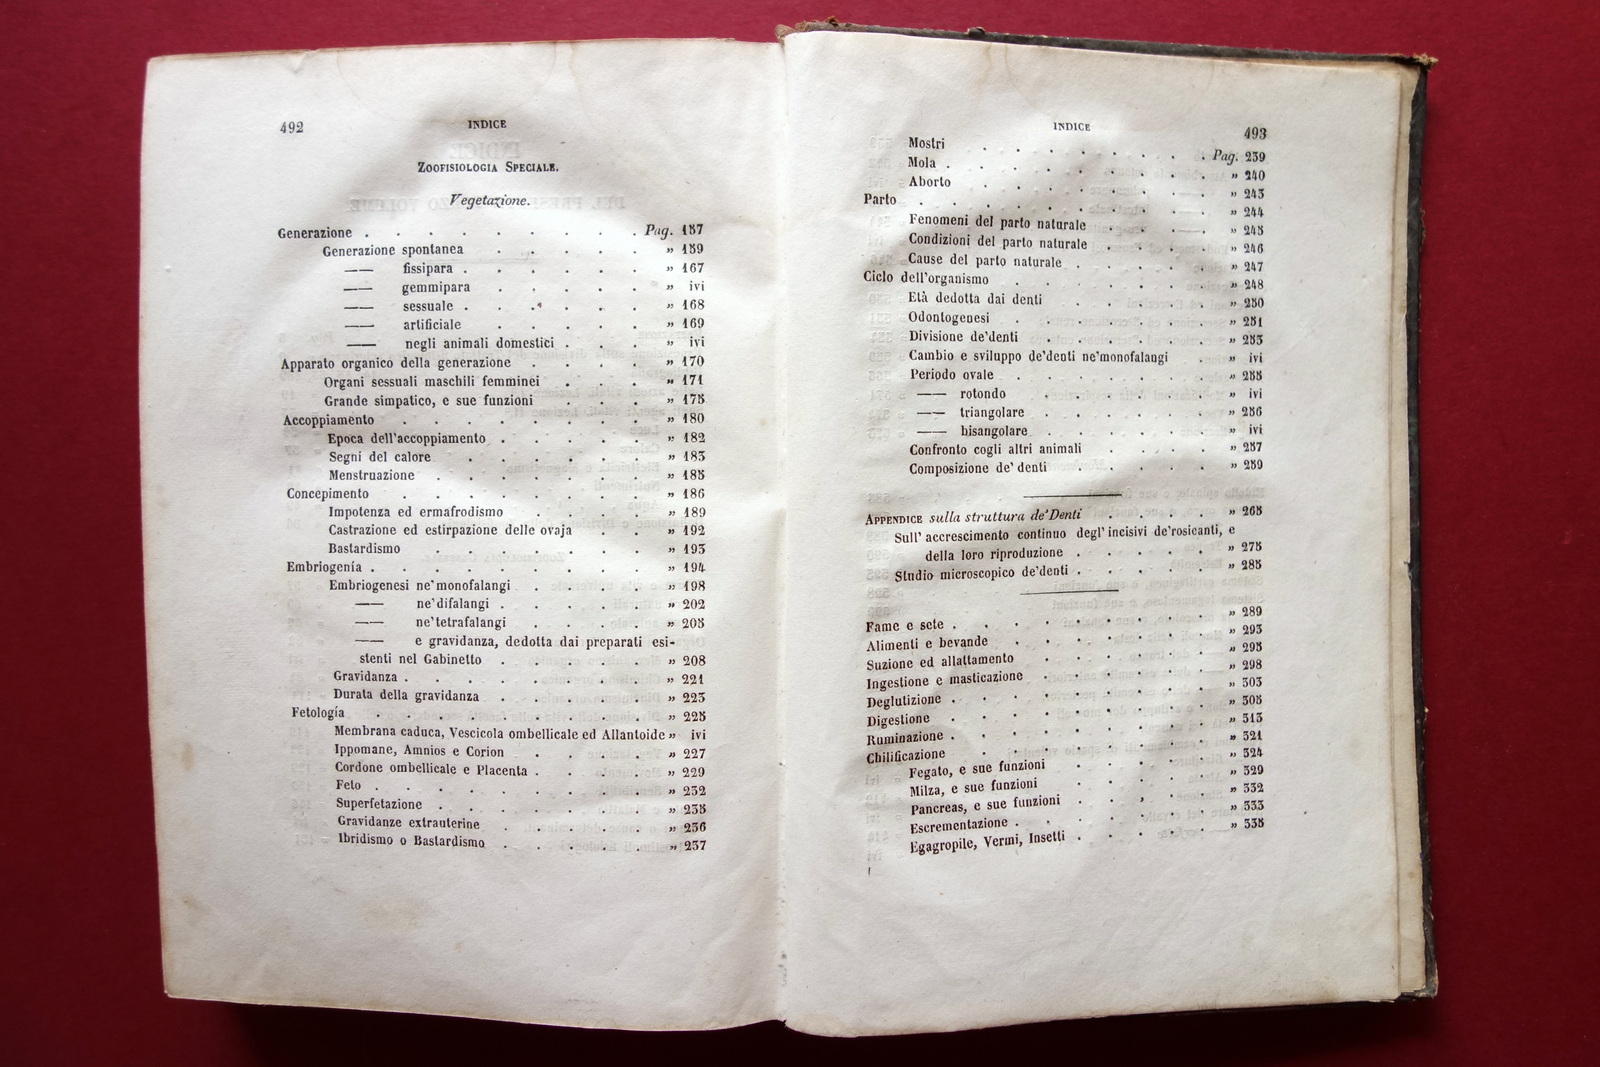 492
INDICE
ZOOFISIOLOGIA SPECIALE.
Vegetazione.
Generazione . . . . . . . . . Pag. 157
Generazione spontanea . . . . . » 159
—— fissipara . . . . . . » 167
—— gemmipara . . . . . » ivi
—— sessuale . . . . . . » 168
—— artificiale . . . . . » 169
—— negli animali domestici . . . » ivi
Apparato organico della generazione . . . . » 170
Organi sessuali maschili femminei . . . » 171
Grande simpatico, e sue funzioni . . . » 175
Accoppiamento . . . . . . . . » 180
Epoca dell'accoppiamento . . . . . » 182
Segni del calore . . . . . . » 183
Menstruazione . . . . . . . » 185
Concepimento . . . . . . . . » 186
Impotenza ed ermafrodismo . . . . » 189
Castrazione ed estirpazione delle ovaja . . » 192
Bastardismo . . . . . . . » 193
Embriogenía . . . . . . . . . » 194
Embriogenesi ne'monofalangi . . . . » 198
—— ne'difalangi . . . . . » 202
—— ne'tetrafalangi . . . . » 205
—— e gravidanza, dedotta dai preparati esi-
stenti nel Gabinetto . . . . . » 208
Gravidanza . . . . . . . . » 221
Durata della gravidanza . . . . . » 223
Fetología . . . . . . . . . » 225
Membrana caduca, Vescicola ombellicale ed Allantoide » ivi
Ippomane, Amnios e Corion . . . . » 227
Cordone ombellicale e Placenta . . . . » 229
Feto . . . . . . . . . » 232
Superfetazione . . . . . . . » 235
Gravidanze extrauterine . . . . . » 236
Ibridismo o Bastardismo . . . . . » 237
INDICE
493
Mostri . . . . . . . . Pag. 239
Mola . . . . . . . . . » 240
Aborto . . . . . . . . » 243
Parto . . . . . . . . . » 244
Fenomeni del parto naturale . . . . » 245
Condizioni del parto naturale . . . . » 246
Cause del parto naturale . . . . . » 247
Ciclo dell'organismo . . . . . . » 248
Età dedotta dai denti . . . . . » 250
Odontogenesi . . . . . . . » 251
Divisione de'denti . . . . . . » 253
Cambio e sviluppo de'denti ne'monofalangi . » ivi
Periodo ovale . . . . . . . » 255
—— rotondo . . . . . . » ivi
—— triangolare . . . . . » 256
—— bisangolare . . . . . » ivi
Confronto cogli altri animali . . . . » 257
Composizione de' denti . . . . . » 259
APPENDICE sulla struttura de'Denti . . . . » 265
Sull' accrescimento continuo degl'incisivi de'rosicanti, e
della loro riproduzione . . . . . » 275
Studio microscopico de'denti . . . . . » 285
Fame e sete . . . . . . . . » 289
Alimenti e bevande . . . . . . » 293
Suzione ed allattamento . . . . . » 295
Ingestione e masticazione . . . . . » 298
Deglutizione . . . . . . . . » 303
Digestione . . . . . . . . » 305
Ruminazione . . . . . . . . » 313
Chilificazione . . . . . . . » 321
Fegato, e sue funzioni . . . . . » 324
Milza, e sue funzioni . . . . . » 329
Pancreas, e sue funzioni . . . . . » 332
Escrementazione . . . . . . » 333
Egagropile, Vermi, Insetti . . . . . » 335